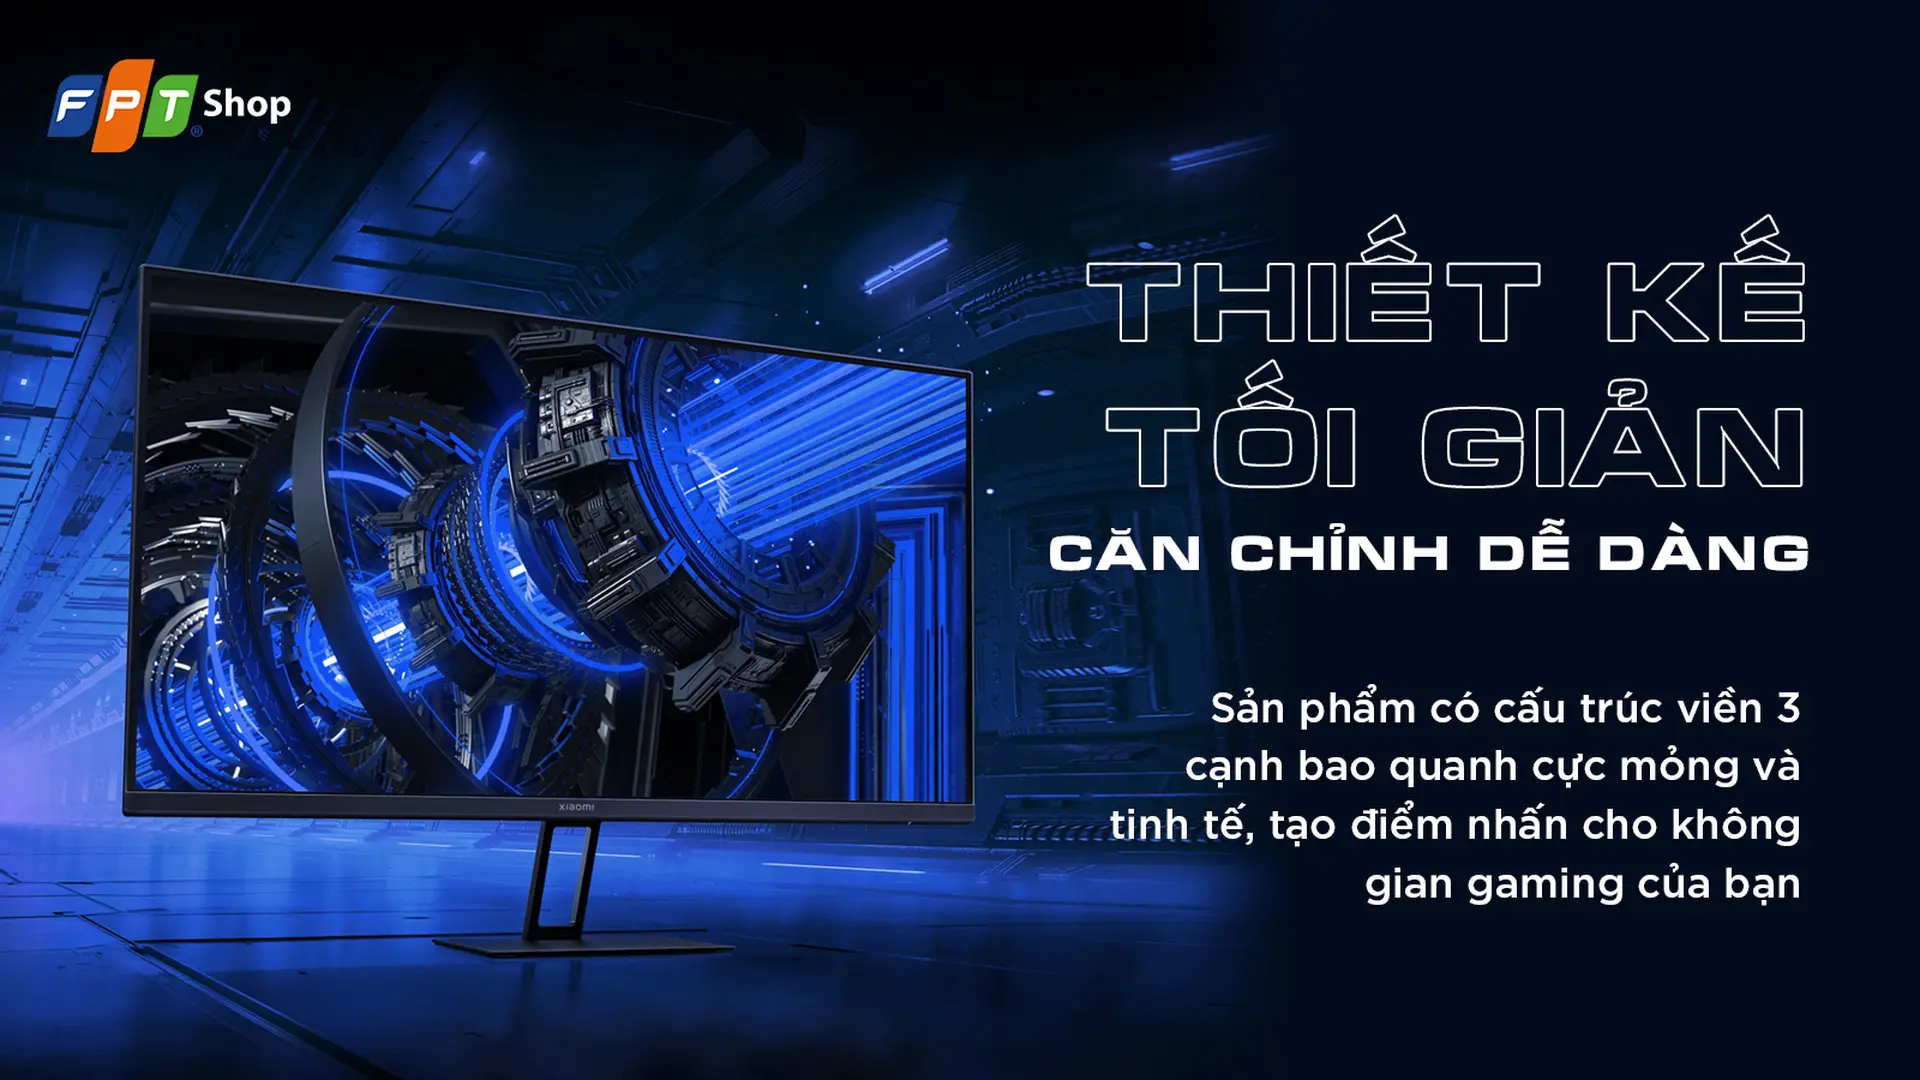 FPT Shop
THIẾT KẾ
TỐI GIẢN
CĂN CHỈNH DỄ DÀNG
Sản phẩm có cấu trúc viền 3
cạnh bao quanh cực mỏng và
tinh tế, tạo điểm nhấn cho không
gian gaming của bạn
xiaomi